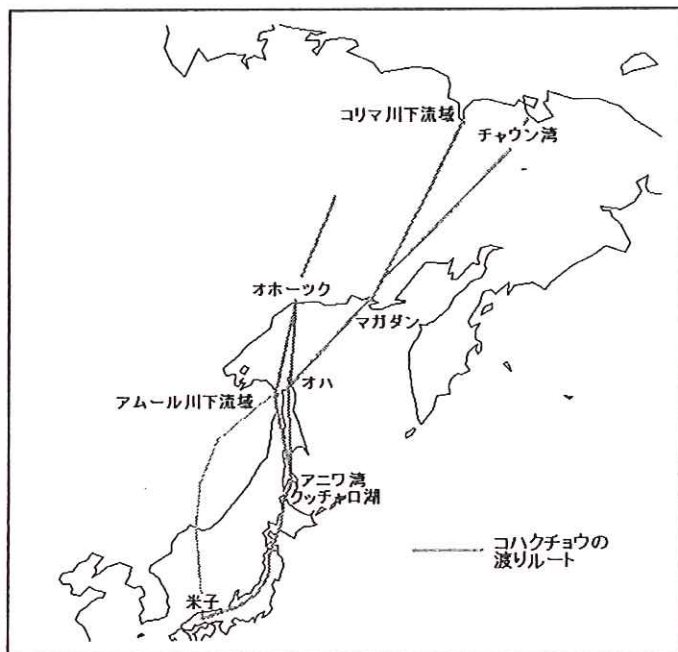 コリマ川下流域
チャウン湾
オホーツク
マガダン
オハ
アムール川下流域
アニワ湾
クッチャロ湖
コハクチョウの
渡りルート
米子